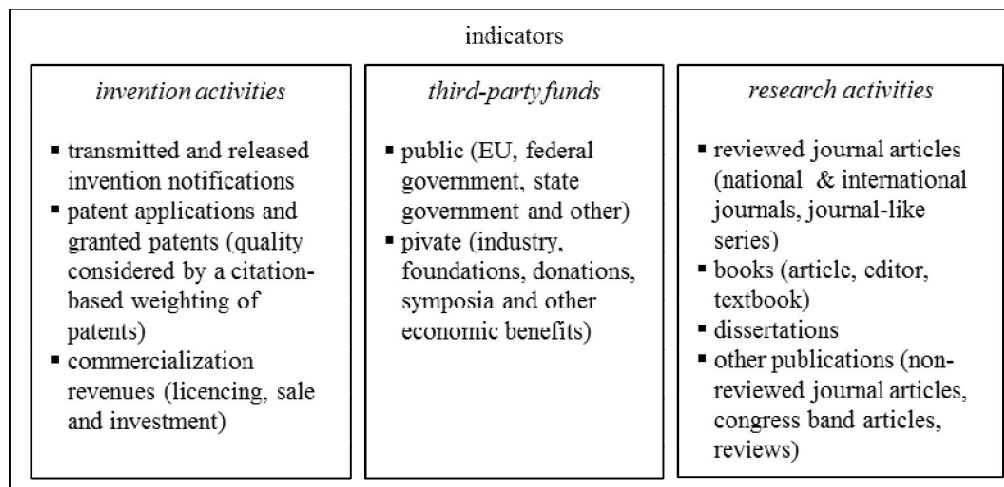 indicators
invention activities
▪ transmitted and released
invention notifications
▪ patent applications and
granted patents (quality
considered by a citation-
based weighting of
patents)
▪ commercialization
revenues (licencing, sale
and investment)
third-party funds
▪ public (EU, federal
government, state
government and other)
▪ pivate (industry,
foundations, donations,
symposia and other
economic benefits)
research activities
▪ reviewed journal articles
(national & international
journals, journal-like
series)
▪ books (article, editor,
textbook)
▪ dissertations
▪ other publications (non-
reviewed journal articles,
congress band articles,
reviews)